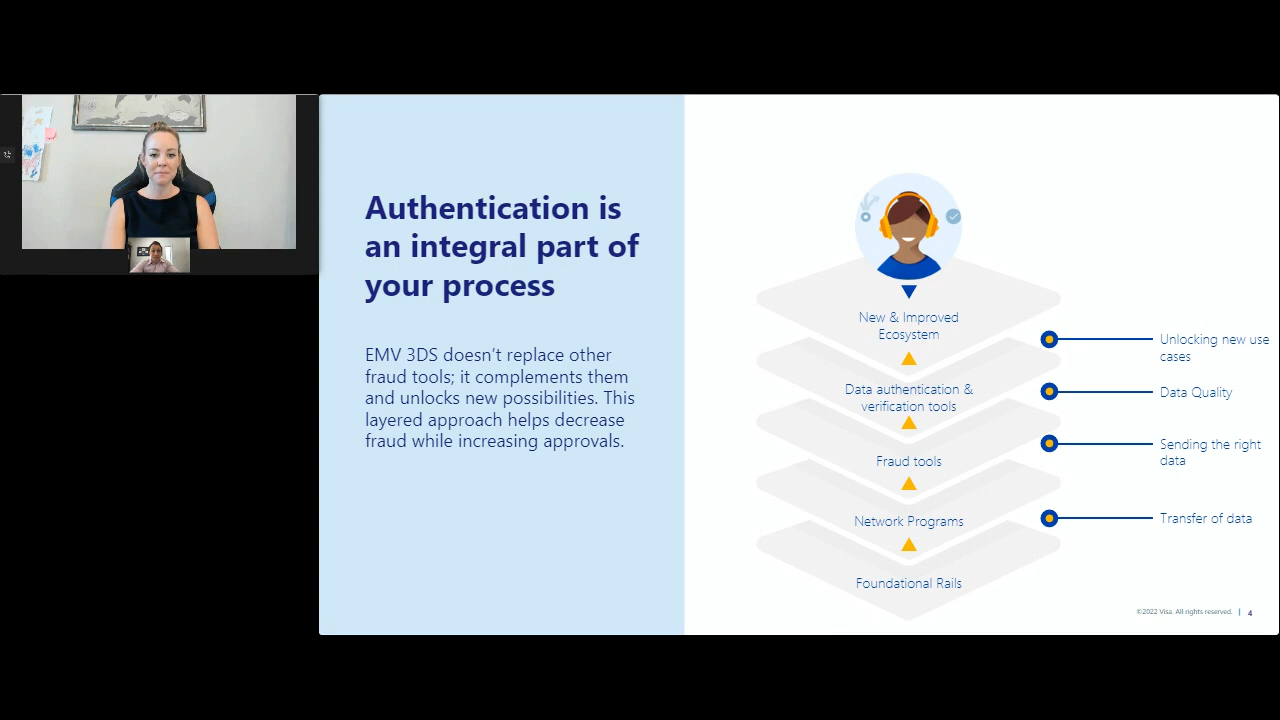 Authentication is
an integral part of
your process
EMV 3DS doesn’t replace other
fraud tools; it complements them
and unlocks new possibilities. This
layered approach helps decrease
fraud while increasing approvals.
New & Improved
Ecosystem
Data authentication &
verification tools
Fraud tools
Network Programs
Foundational Rails
Unlocking new use
cases
Data Quality
Sending the right
data
Transfer of data
©2022 Visa. All rights reserved. | 4